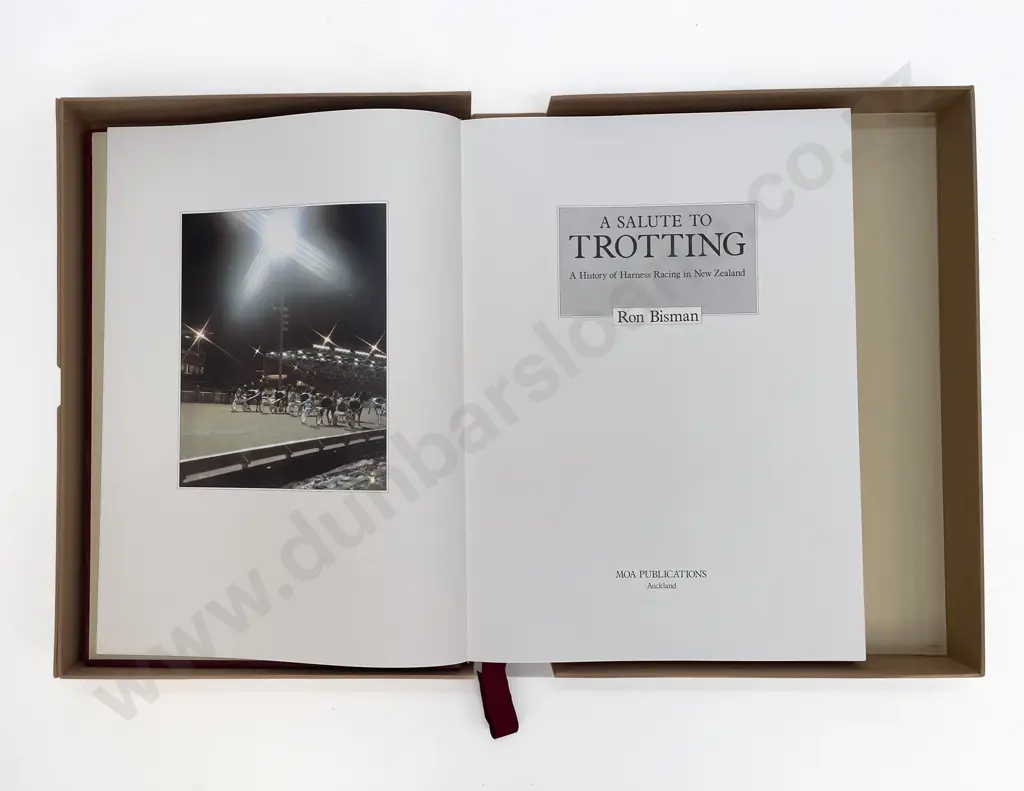 A SALUTE TO
TROTTING
A History of Harness Racing in New Zealand
Ron Bisman
MOA PUBLICATIONS
Auckland
www.dunbarsloane.co.nz